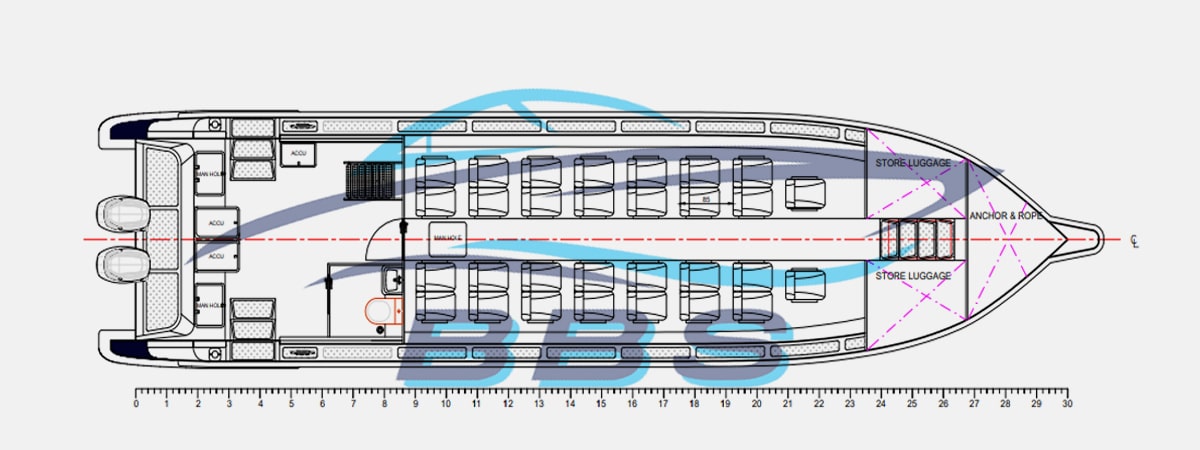 STORE LUGGAGE
ACCU
MAN HOLE
85
ANCHOR & ROPE
ACCU
MAN HOLE
ACCU
STORE LUGGAGE
MAN HOLE
BBS
0 1 2 3 4 5 6 7 8 9 10 11 12 13 14 15 16 17 18 19 20 21 22 23 24 25 26 27 28 29 30